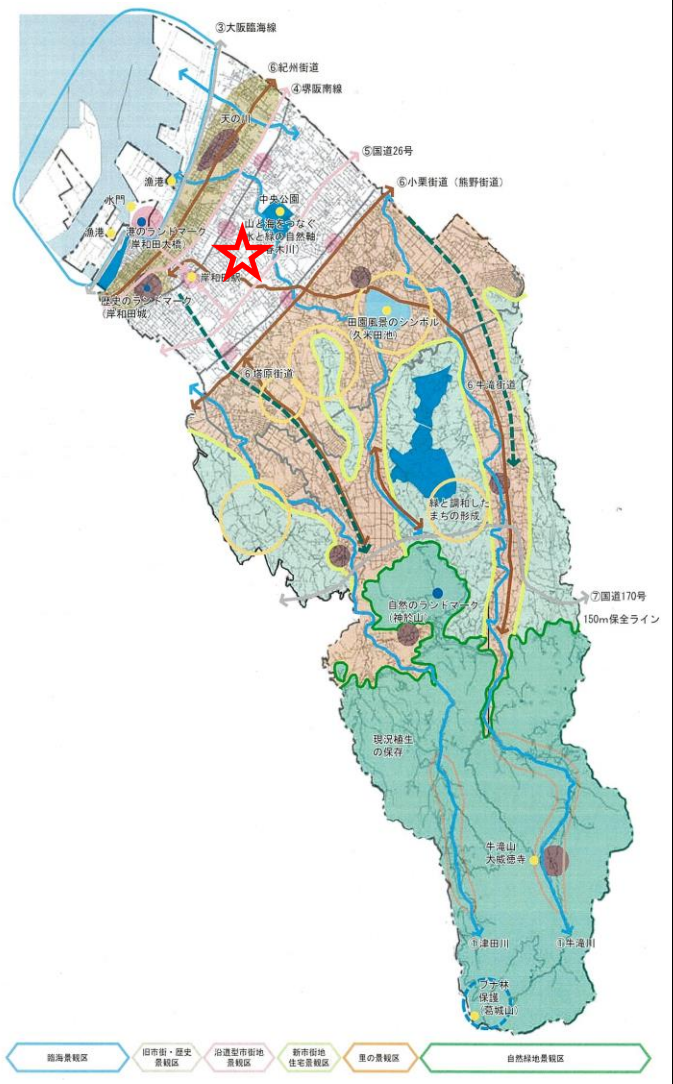 ③大阪臨海線
⑥紀州街道
④堺阪南線
天の川
⑤国道26号
漁港
⑥小栗街道（熊野街道）
水門
中央公園
漁港
港のランドマーク
（岸和田大橋）
山と海をつなぐ
水と緑の自然軸
春木川）
岸和田駅
歴史のランドマーク
（岸和田城）
田園風景のシンボル
（久米田池）
⑥塔原街道
⑥牛滝街道
緑と調和した
まちの形成
⑦国道170号
自然のランドマーク
（神於山
150m保全ライン
現況植生
の保存
牛滝山
大威徳寺
①津田川
①牛滝川
ブナ林
保護
（葛城山）
臨海景観区
旧市街・歴史
景観区
沿道型市街地
景観区
新市街地
住宅景観区
里の景観区
自然緑地景観区